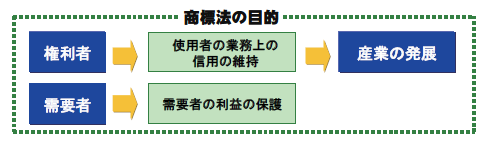 商標法の目的
権利者
使用者の業務上の
信用の維持
産業の発展
需要者
需要者の利益の保護